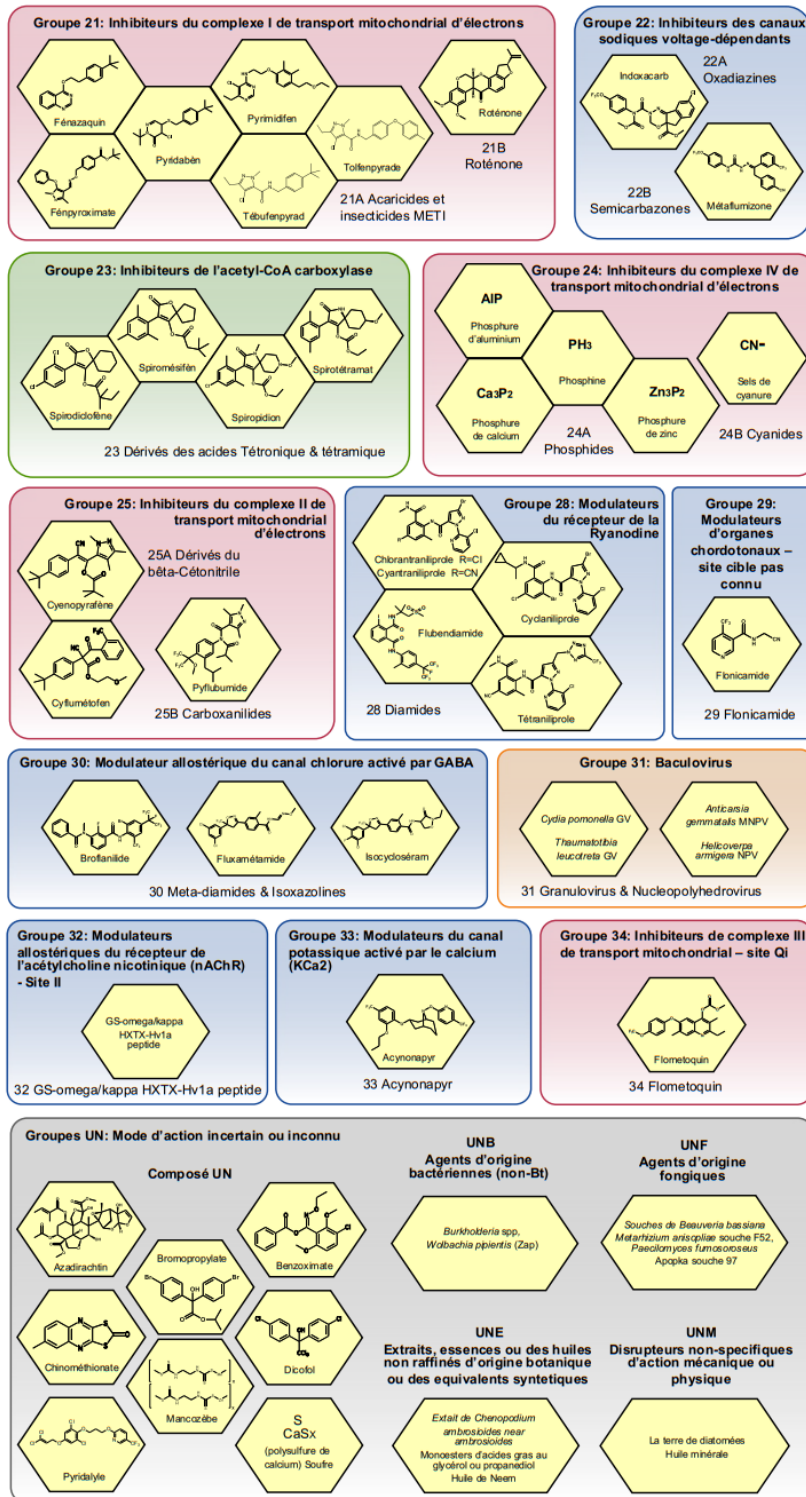 Groupe 21: Inhibiteurs du complexe I de transport mitochondrial d'électrons
Fénazaquin
Pyridabèn
Pyrimidifen
Tolfenpyrade
Fénpyroximate
Tébufenpyrad
21A Acaricides et
insecticides METI
Roténone
21B
Roténone
Groupe 22: Inhibiteurs des canaux
sodiques voltage-dépendants
Indoxacarb
22A
Oxadiazines
22B
Semicarbazones
Métaflumizone
Groupe 23: Inhibiteurs de l'acetyl-CoA carboxylase
Spirodiclofène
Spiromésifèn
Spiropidion
Spirotétramat
23 Dérivés des acides Tétronique & tétramique
Groupe 24: Inhibiteurs du complexe IV de
transport mitochondrial d'électrons
AlP
Phosphure
d'aluminium
PH3
Phosphine
Ca3P2
Phosphure
de calcium
Zn3P2
Phosphure
de zinc
CN-
Sels de
cyanure
24A
Phosphides
24B Cyanides
Groupe 25: Inhibiteurs du complexe II de
transport mitochondrial
d'électrons
25A Dérivés du
bêta-Cétonitrile
Cyenopyrafène
Cyflumétofen
Pyflubumide
25B Carboxanilides
Groupe 28: Modulateurs
du récepteur de la
Ryanodine
Chlorantraniliprole R=Cl
Cyantraniliprole R=CN
Cyclaniliprole
Flubendiamide
Tétraniliprole
28 Diamides
Groupe 29:
Modulateurs
d'organes
chordotonaux –
site cible pas
connu
Flonicamide
29 Flonicamide
Groupe 30: Modulateur allostérique du canal chlorure activé par GABA
Broflanilide
Fluxamétamide
Isocycloséram
30 Meta-diamides & Isoxazolines
Groupe 31: Baculovirus
Cydia pomonella GV
Thaumatotibia
leucotreta GV
Anticarsia
gemmatalis MNPV
Helicoverpa
armigera NPV
31 Granulovirus & Nucleopolyhedrovirus
Groupe 32: Modulateurs
allostériques du récepteur de
l'acétylcholine nicotinique (nAChR)
- Site II
GS-omega/kappa
HXTX-Hv1a
peptide
32 GS-omega/kappa HXTX-Hv1a peptide
Groupe 33: Modulateurs du canal
potassique activé par le calcium
(KCa2)
Acynonapyr
33 Acynonapyr
Groupe 34: Inhibiteurs de complexe III
de transport mitochondrial – site Qi
Flometoquin
34 Flometoquin
Groupes UN: Mode d'action incertain ou inconnu
Composé UN
Azadirachtin
Bromopropylate
Benzoximate
Chinométhionate
Mancozèbe
Dicofol
Pyridalyle
S
CaSx
(polysulfure de
calcium) Soufre
UNB
Agents d'origine
bactériennes (non-Bt)
Burkholderia spp,
Wolbachia pipientis (Zap)
UNF
Agents d'origine
fongiques
Souches de Beauveria bassiana
Metarhizium anisopliae souche F52,
Paecilomyces fumosoroseus
Apopka souche 97
UNE
Extraits, essences ou des huiles
non raffinés d'origine botanique
ou des equivalents syntetiques
Extait de Chenopodium
ambrosioides near
ambrosioides
Monoesters d'acides gras au
glycérol ou propanediol
Huile de Neem
UNM
Disrupteurs non-specifiques
d'action mécanique ou
physique
La terre de diatomées
Huile minérale